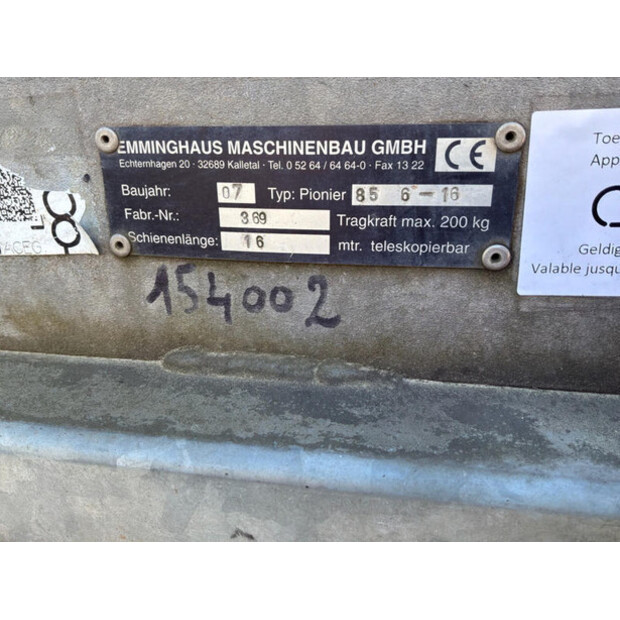 EMMINGHAUS MASCHINENBAU GMBH
Echternhagen 20 · 32689 Kalletal · Tel. 0 52 64 / 64 64-0 · Fax 13 22
CE
Baujahr: 07 Typ: Pionier 85 6-16
Fabr.-Nr.: 369 Tragkraft max. 200 kg
Schienenlänge: 16 mtr. teleskopierbar
154002
Toe
App
Geldig
Valable jusqu